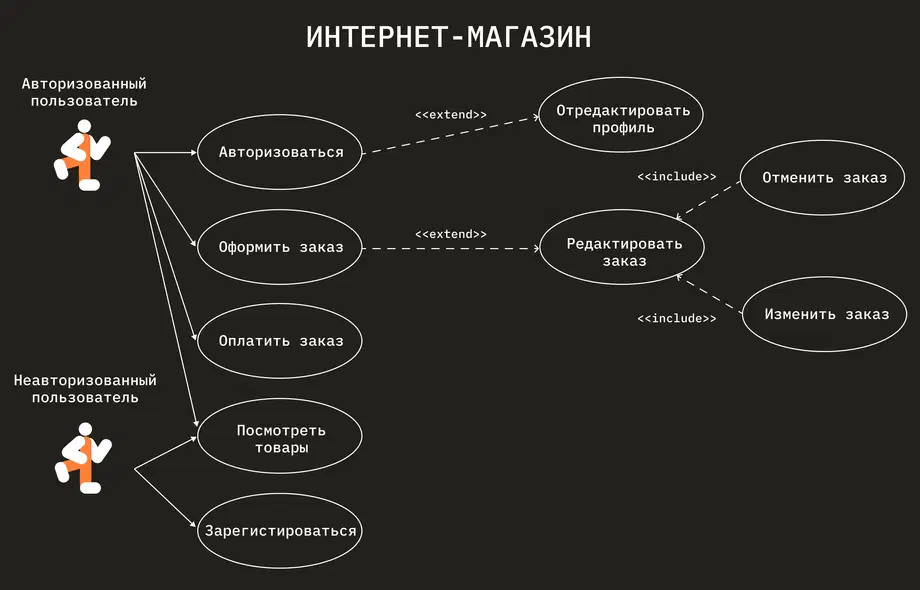 ИНТЕРНЕТ-МАГАЗИН
Авторизованный
пользователь
Авторизоваться
<<extend>>
Отредактировать
профиль
<<include>>
Отменить заказ
Оформить заказ
<<extend>>
Редактировать
заказ
<<include>>
Изменить заказ
Оплатить заказ
Неавторизованный
пользователь
Посмотреть
товары
Зарегистироваться